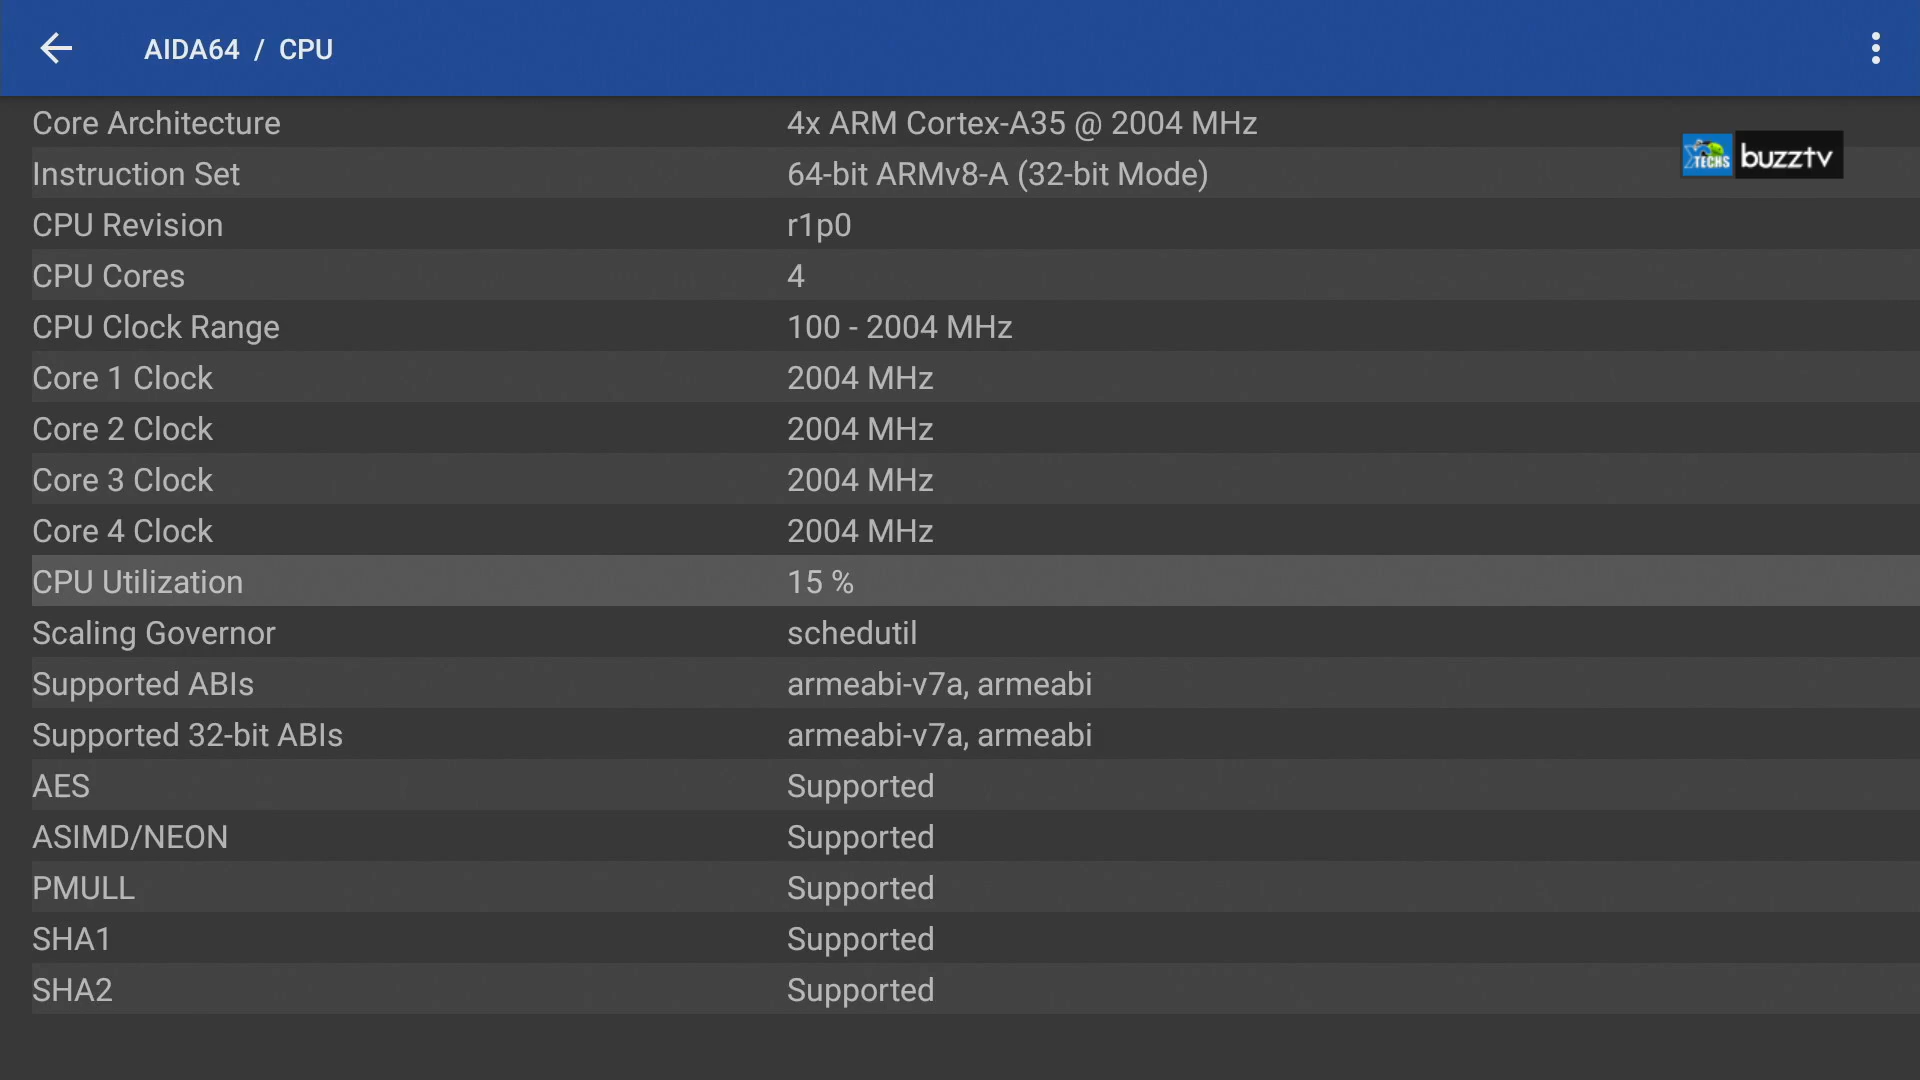 AIDA64 / CPU
Core Architecture 4x ARM Cortex-A35 @ 2004 MHz
TECHS buzztv
Instruction Set 64-bit ARMv8-A (32-bit Mode)
CPU Revision r1p0
CPU Cores 4
CPU Clock Range 100 - 2004 MHz
Core 1 Clock 2004 MHz
Core 2 Clock 2004 MHz
Core 3 Clock 2004 MHz
Core 4 Clock 2004 MHz
CPU Utilization 15 %
Scaling Governor schedutil
Supported ABIs armeabi-v7a, armeabi
Supported 32-bit ABIs armeabi-v7a, armeabi
AES Supported
ASIMD/NEON Supported
PMULL Supported
SHA1 Supported
SHA2 Supported